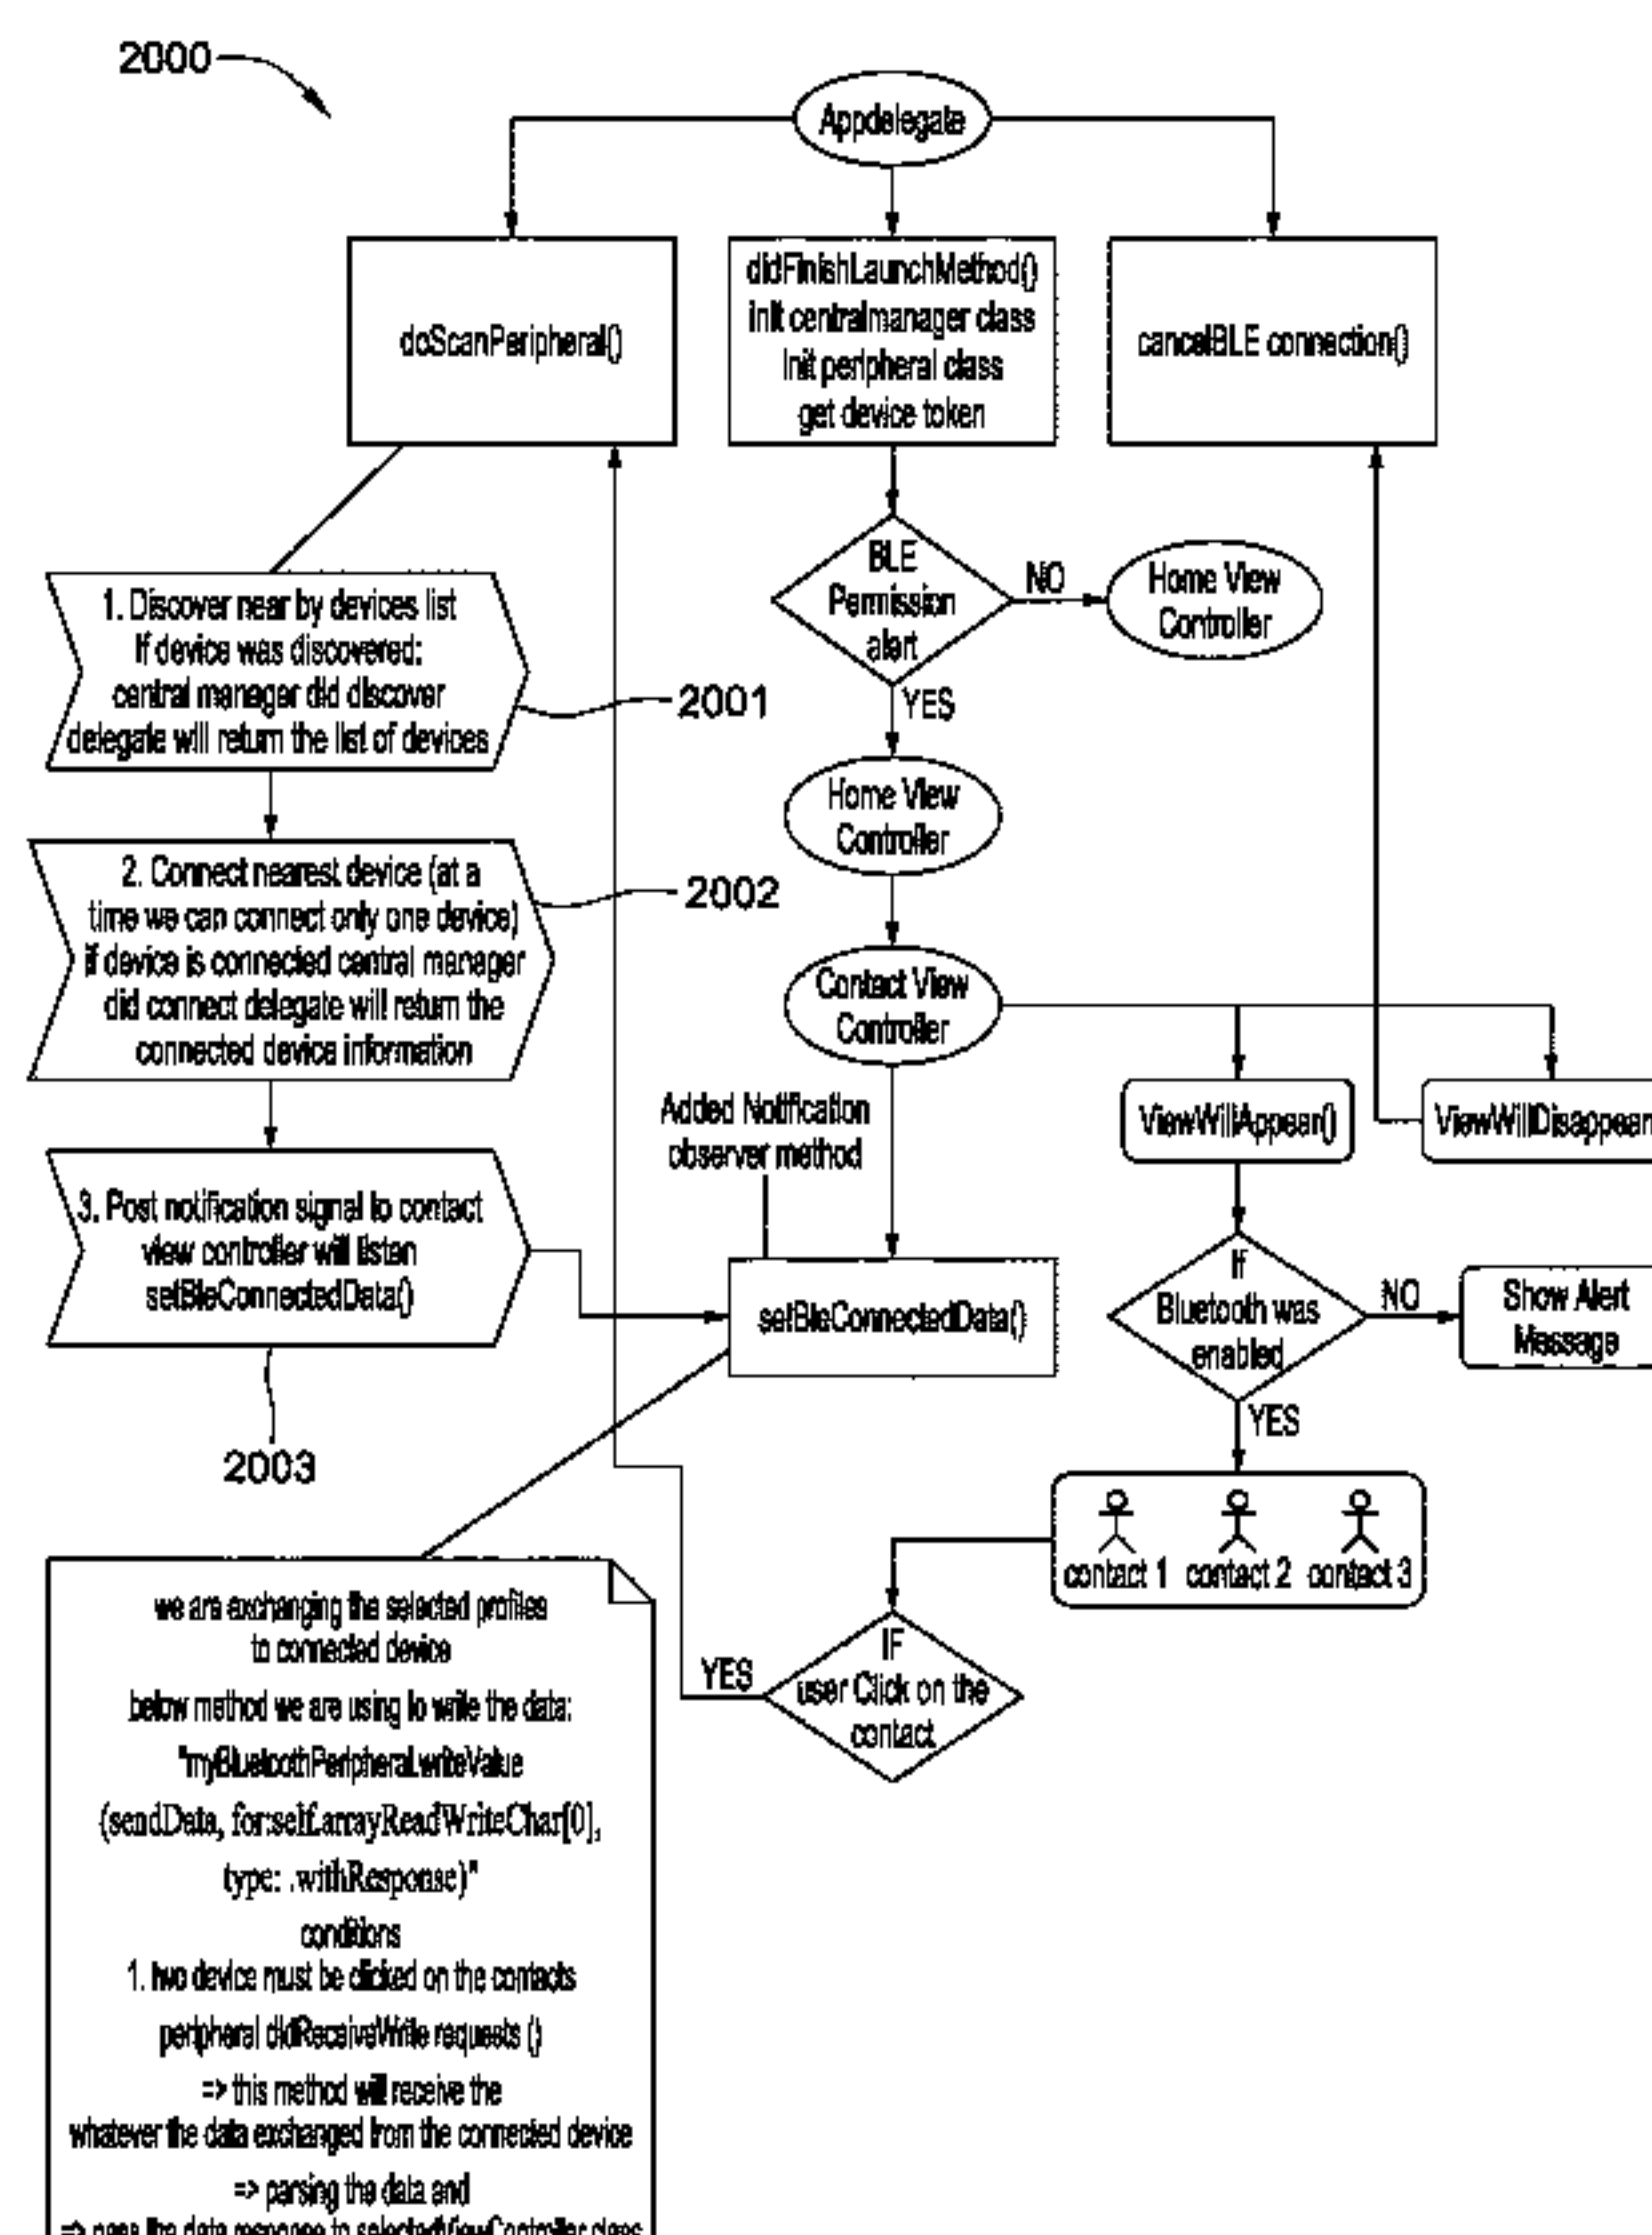 2000
Appdelegate
doScanPeripheral()
didFinishLaunchMethod()
init centralmanager class
init peripheral class
get device token
cancelBLE connection()
BLE
Permission
alert
NO
Home View
Controller
YES
1. Discover near by devices list
If device was discovered:
central manager did discover
delegate will return the list of devices
2001
Home View
Controller
2. Connect nearest device (at a
time we can connect only one device)
if device is connected central manager
did connect delegate will return the
connected device information
2002
Contact View
Controller
Added Notification
observer method
ViewWillAppear()
ViewWillDisappear
3. Post notification signal to contact
view controller will listen
setBleConnectedData()
2003
setBleConnectedData()
If
Bluetooth was
enabled
NO
Show Alert
Message
YES
contact 1 contact 2 contact 3
IF
user Click on the
contact
YES
we are exchanging the selected profiles
to connected device
below method we are using to write the data:
"myBluetoothPeripheral.writeValue
(sendData, for:self.arrayReadWriteChar[0],
type: .withResponse)"
conditions
1. two device must be clicked on the contacts
peripheral didReceiveWrite requests ()
=> this method will receive the
whatever the data exchanged from the connected device
=> parsing the data and
=> pass the data response to selectedViewController class